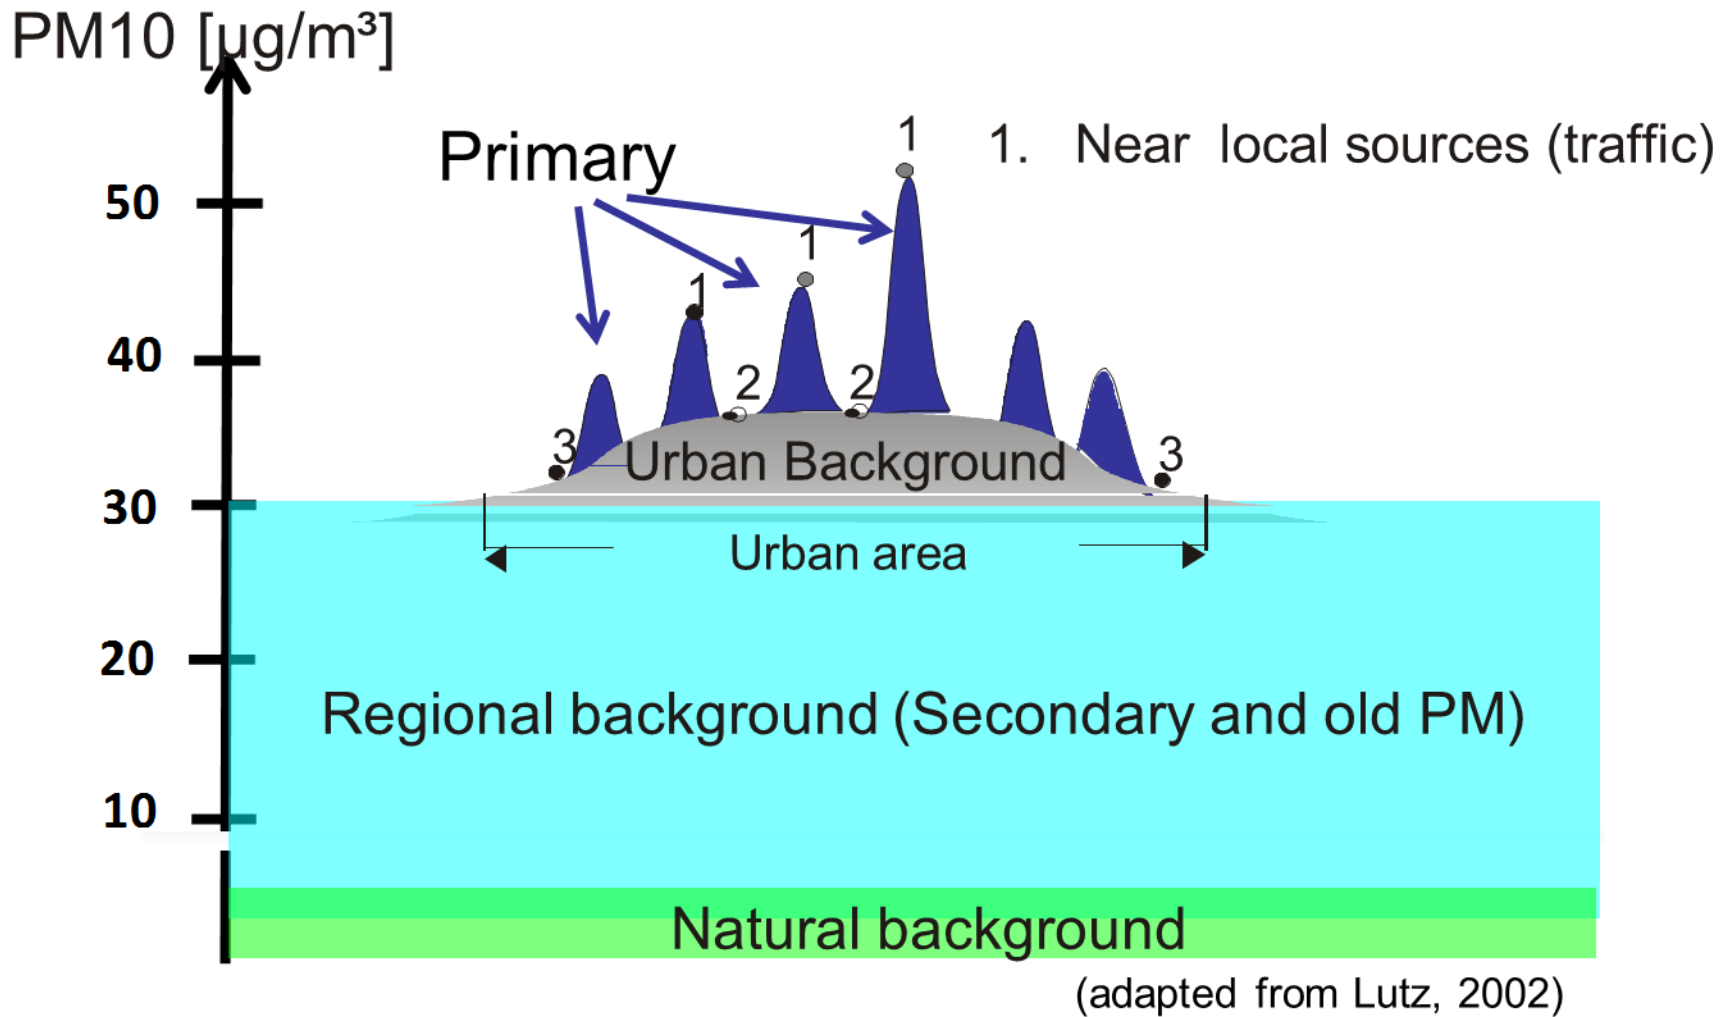 PM10 [µg/m³]
1
1. Near local sources (traffic)
Primary
50
1
1
40
2
2
3
Urban Background
3
30
Urban area
20
Regional background (Secondary and old PM)
10
Natural background
(adapted from Lutz, 2002)